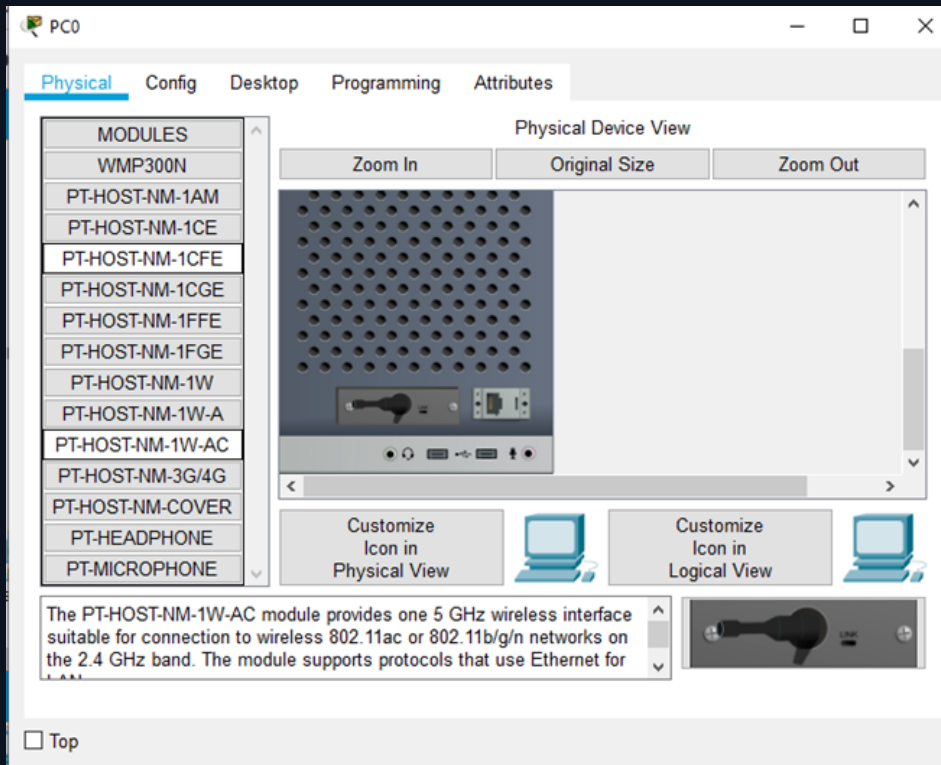 PC0
Physical Config Desktop Programming Attributes
MODULES
WMP300N
PT-HOST-NM-1AM
PT-HOST-NM-1CE
PT-HOST-NM-1CFE
PT-HOST-NM-1CGE
PT-HOST-NM-1FFE
PT-HOST-NM-1FGE
PT-HOST-NM-1W
PT-HOST-NM-1W-A
PT-HOST-NM-1W-AC
PT-HOST-NM-3G/4G
PT-HOST-NM-COVER
PT-HEADPHONE
PT-MICROPHONE
Physical Device View
Zoom In Original Size Zoom Out
Customize
Icon in
Physical View
Customize
Icon in
Logical View
The PT-HOST-NM-1W-AC module provides one 5 GHz wireless interface
suitable for connection to wireless 802.11ac or 802.11b/g/n networks on
the 2.4 GHz band. The module supports protocols that use Ethernet for
LINK
Top